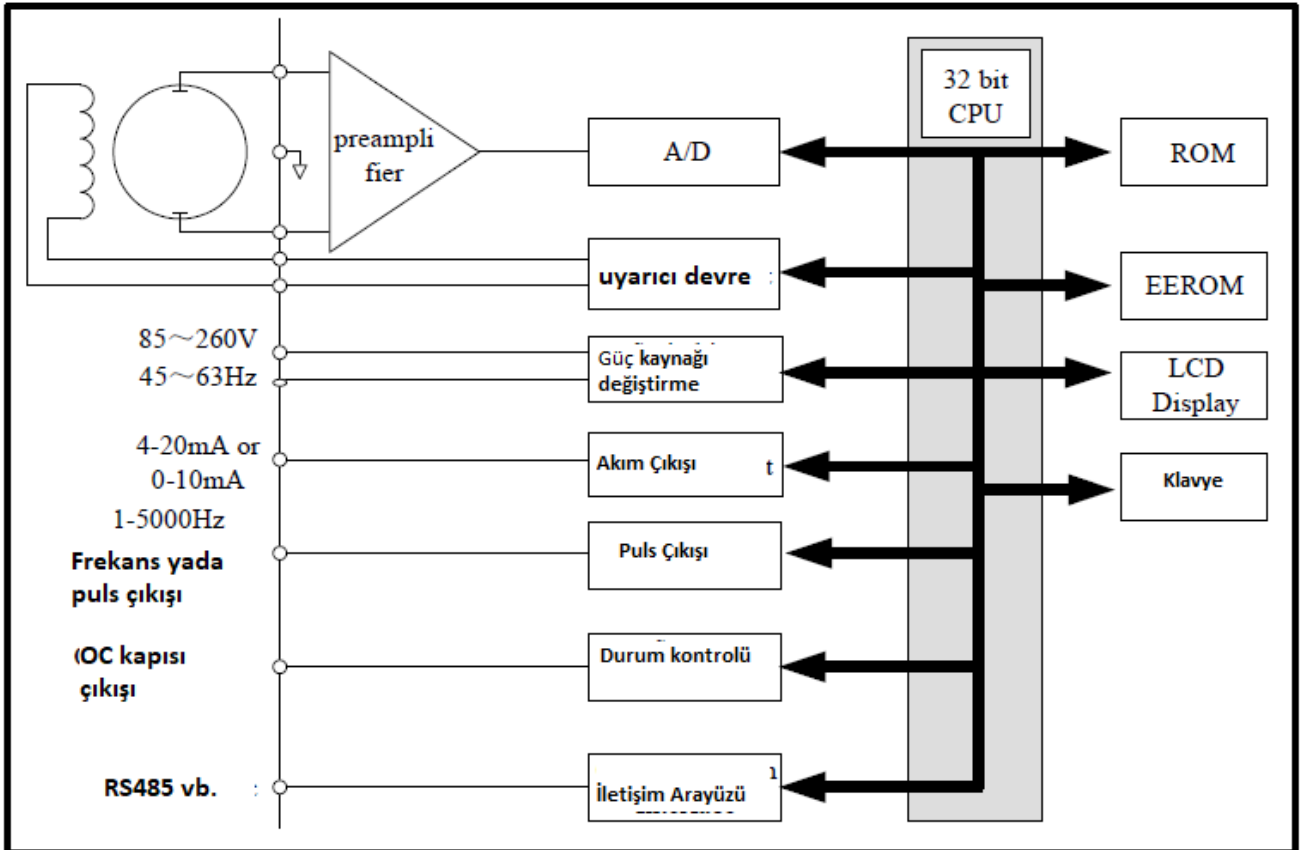 32 bit
CPU
preampli
fier
A/D
ROM
uyarıcı devre
EEROM
85～260V
45～63Hz
Güç kaynağı
değiştirme
LCD
Display
4-20mA or
0-10mA
Akım Çıkışı t
Klavye
1-5000Hz
Frekans yada
puls çıkışı
Puls Çıkışı
(OC kapısı
çıkışı
Durum kontrolü
RS485 vb. :
İletişim Arayüzü